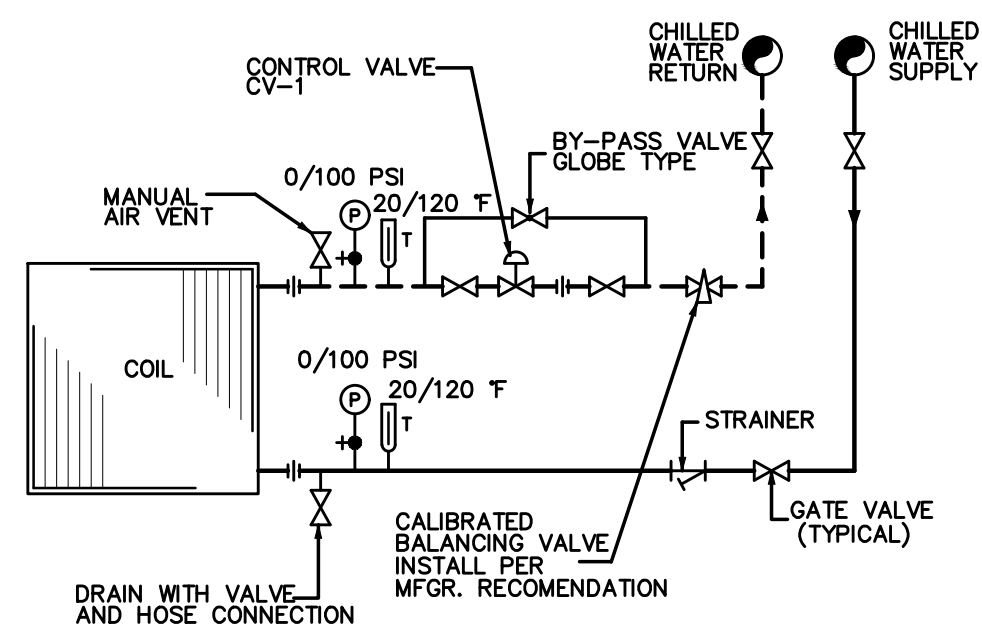 CHILLED
WATER
RETURN
CHILLED
WATER
SUPPLY
CONTROL VALVE
CV-1
BY-PASS VALVE
GLOBE TYPE
0/100 PSI
MANUAL
AIR VENT
20/120 °F
P
T
COIL
0/100 PSI
20/120 °F
P
T
STRAINER
GATE VALVE
(TYPICAL)
CALIBRATED
BALANCING VALVE
INSTALL PER
MFGR. RECOMENDATION
DRAIN WITH VALVE
AND HOSE CONNECTION